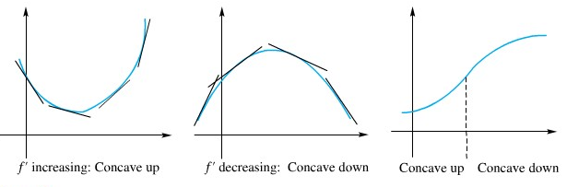 f′ increasing: Concave up
f′ decreasing: Concave down
Concave up Concave down